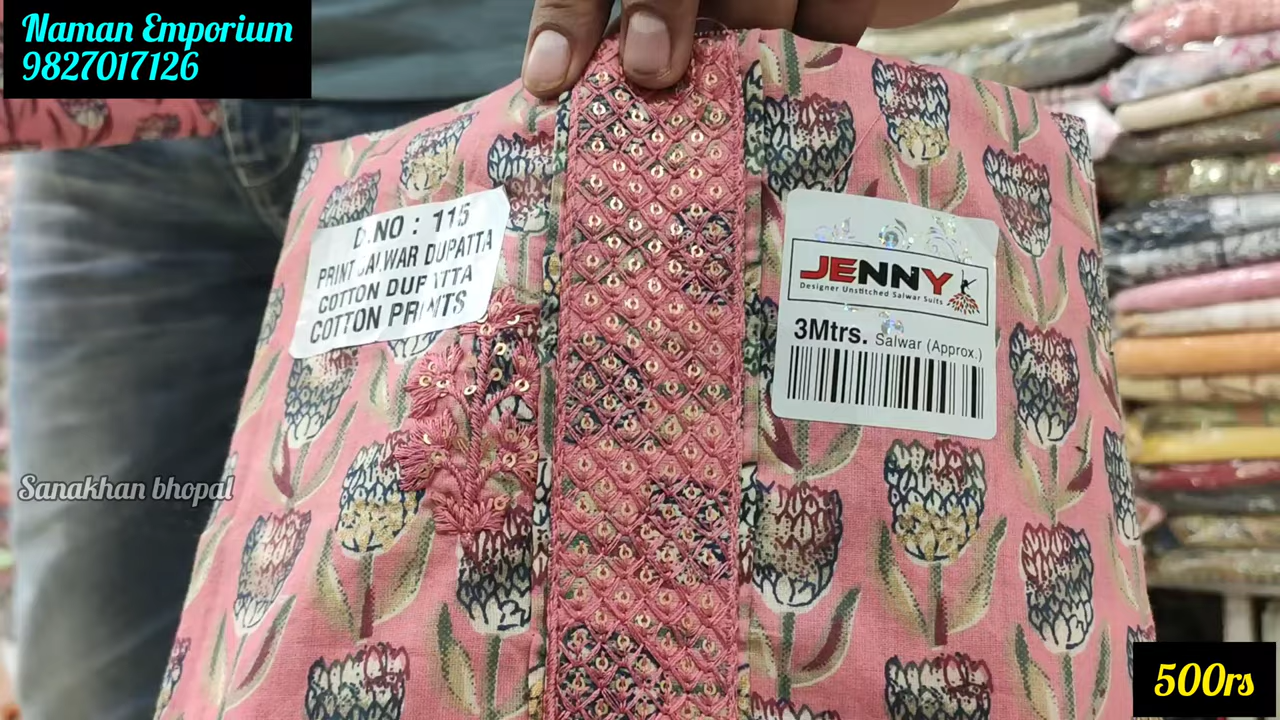 Naman Emporium
9827017126
D.NO : 115
PRINT SALWAR DUPATTA
COTTON DUPATTA
COTTON PRINTS
JENNY
Designer Unstitched Salwar Suits
3Mtrs. Salwar (Approx.)
Sanakhan bhopal
500rs